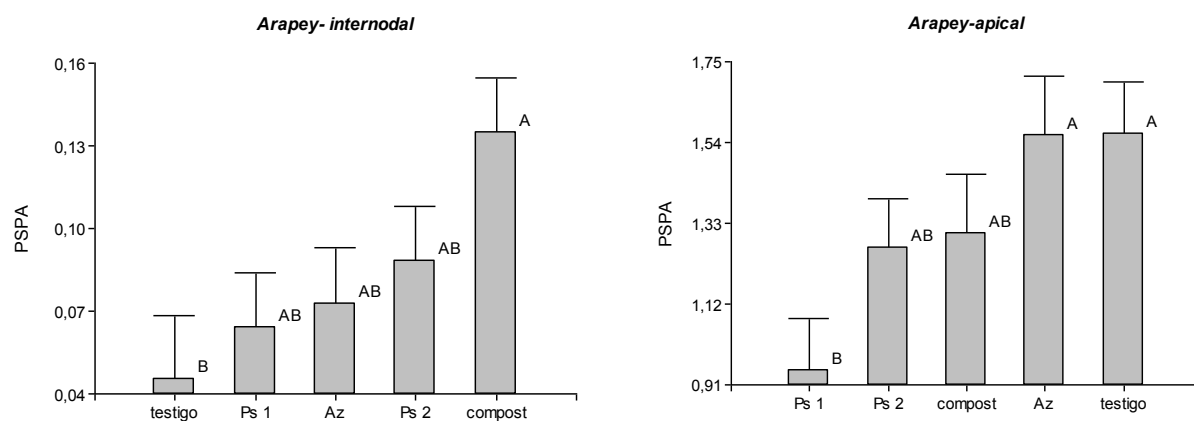 Arapey- internodal
0,16
0,13
0,10
0,07
0,04
PSPA
B
AB
AB
AB
A
testigo Ps 1 Az Ps 2 compost
Arapey-apical
1,75
1,54
1,33
1,12
0,91
PSPA
B
AB
AB
A
A
Ps 1 Ps 2 compost Az testigo